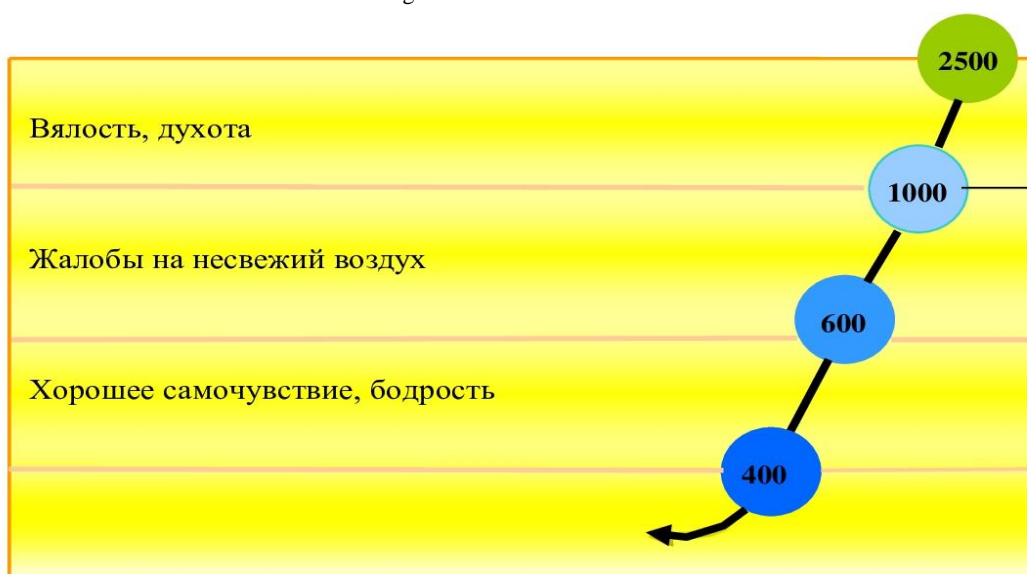 2500
Вялость, духота
1000
Жалобы на несвежий воздух
600
Хорошее самочувствие, бодрость
400